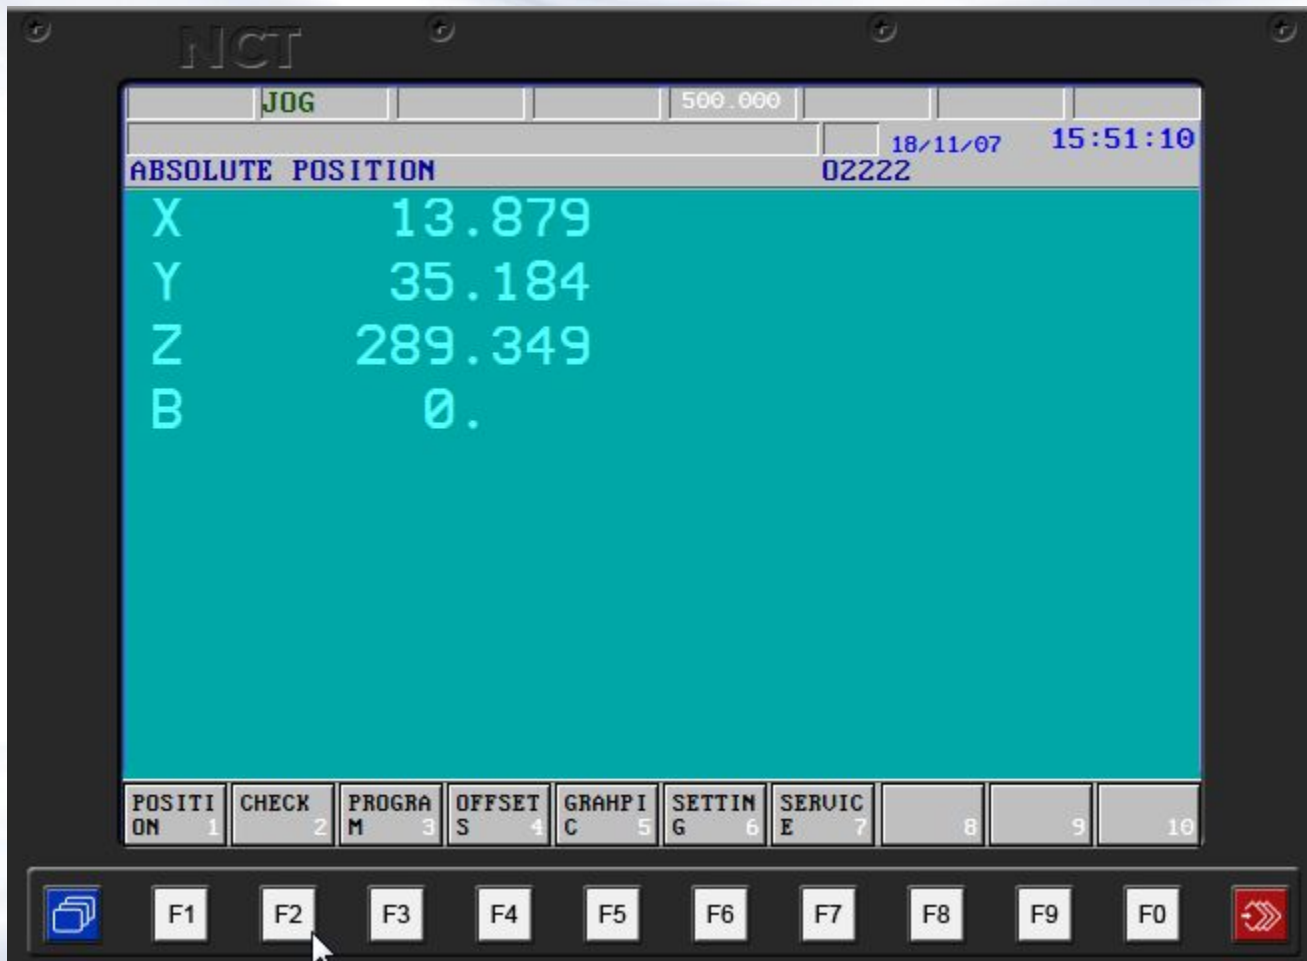 NCT
JOG 500.000
18/11/07 15:51:10
ABSOLUTE POSITION O2222
X 13.879
Y 35.184
Z 289.349
B 0.
POSITI CHECK PROGRA OFFSET GRAHPI SETTIN SERVIC
ON 1 2 M 3 S 4 C 5 G 6 E 7 8 9 10
F1 F2 F3 F4 F5 F6 F7 F8 F9 F0